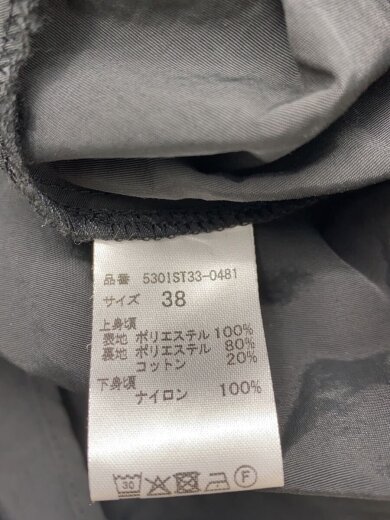 品番 5301ST33-0481
サイズ 38
上身頃
表地 ポリエステル 100%
裏地 ポリエステル 80%
コットン 20%
下身頃
ナイロン 100%
30 F